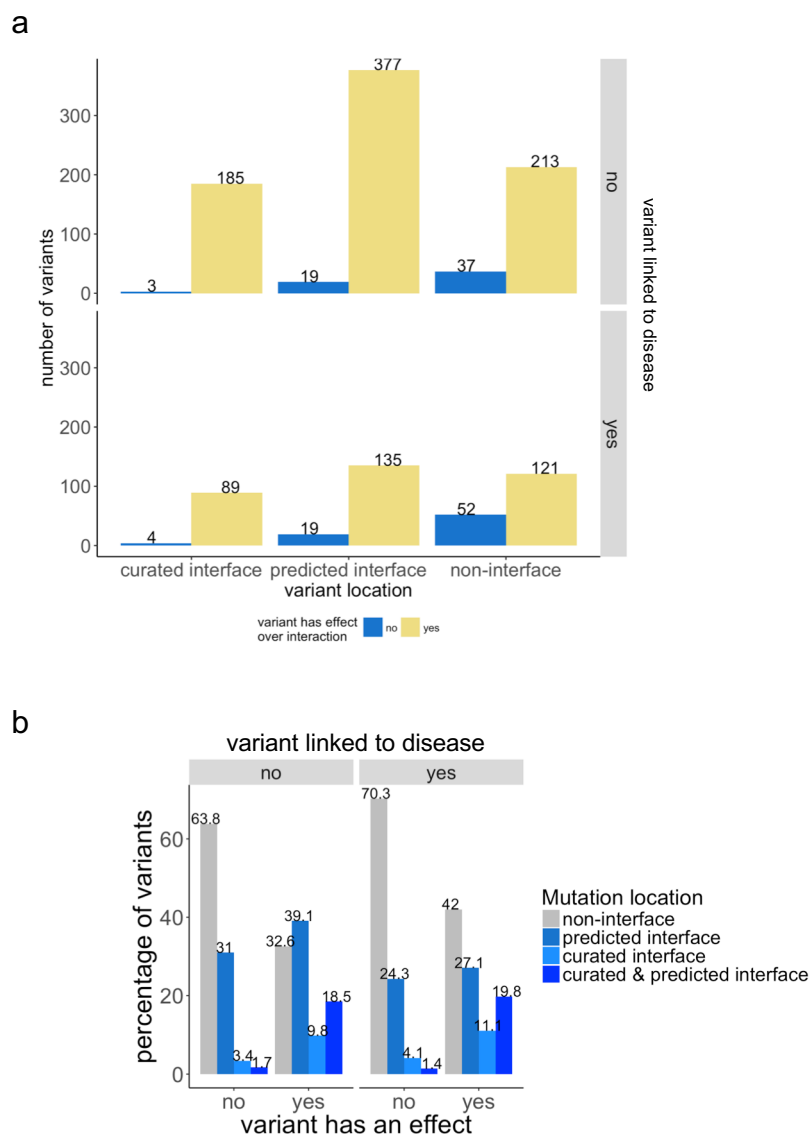 a
377
300
200
100
0
185
213
3
19
37
no
number of variants
variant linked to disease
300
200
100
0
89
135
121
4
19
52
yes
curated interface predicted interface non-interface
variant location
variant has effect
over interaction
no yes
b
variant linked to disease
no yes
percentage of variants
60
40
20
0
63.8
31
3.4
1.7
32.6
39.1
9.8
18.5
70.3
24.3
4.1
1.4
42
27.1
11.1
19.8
no yes no yes
variant has an effect
Mutation location
non-interface
predicted interface
curated interface
curated & predicted interface